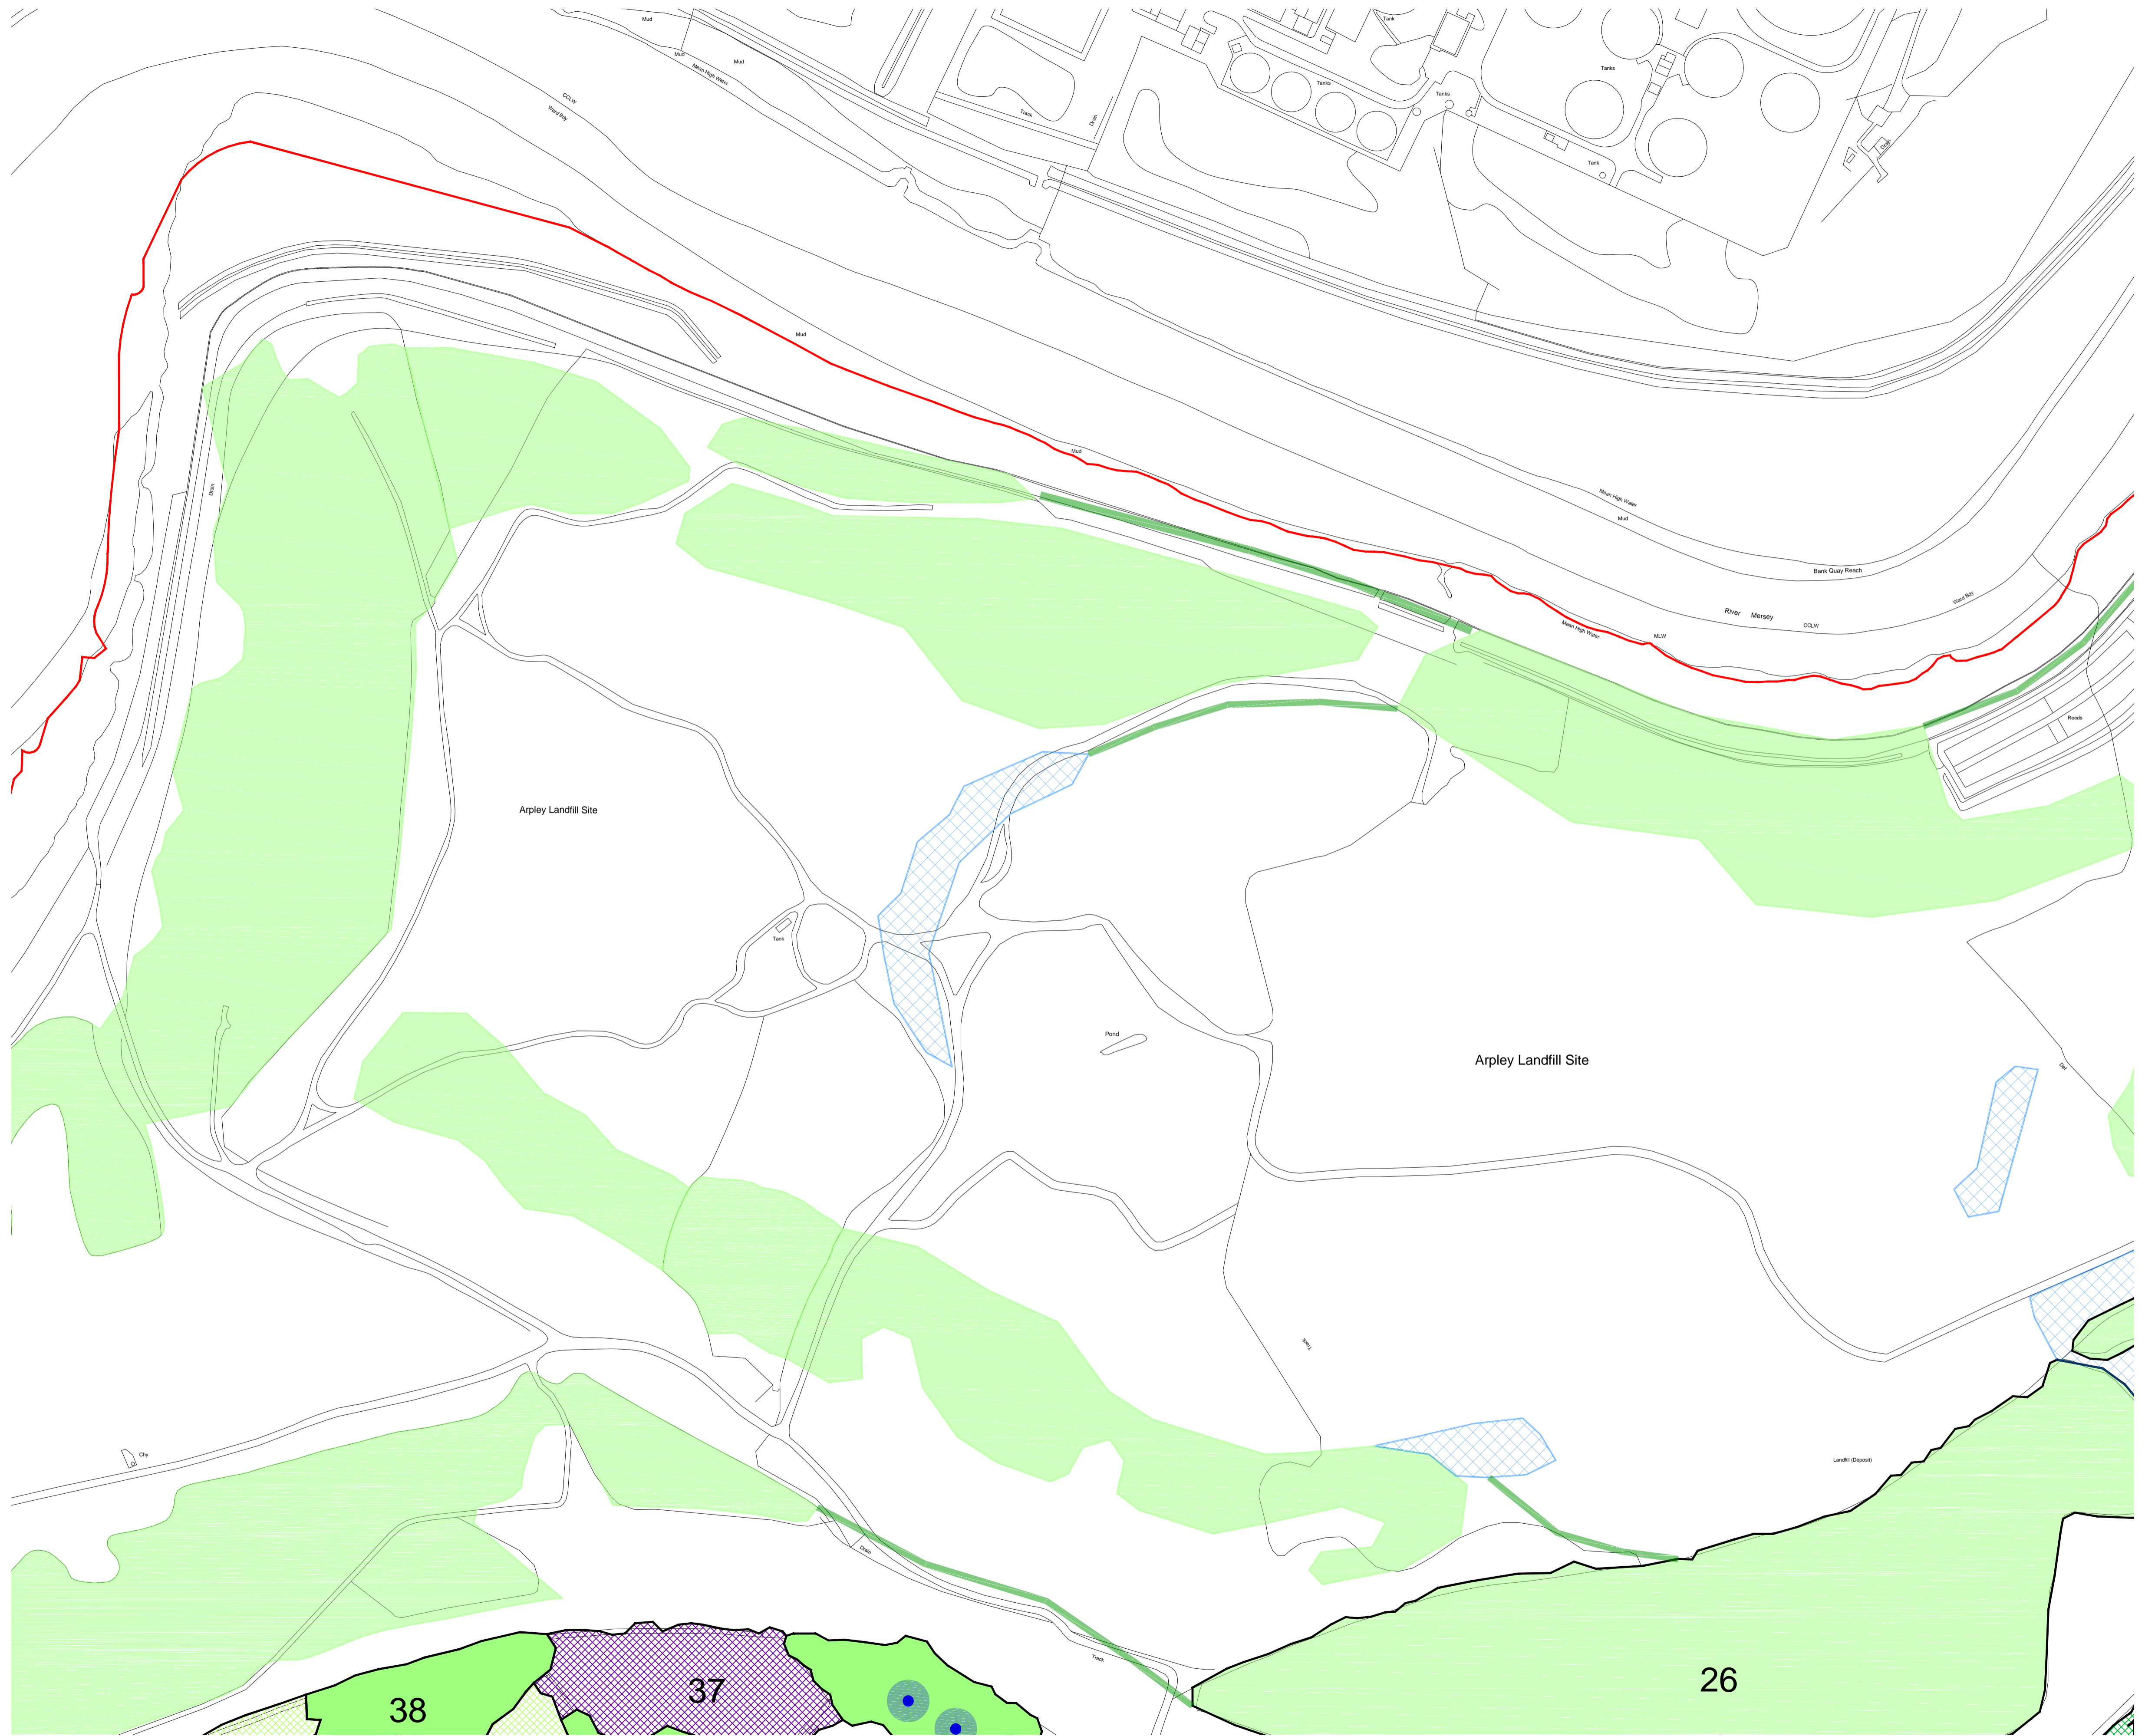 Mud
Tank
Mud
Mud
Tanks
Mean High Water
Tanks
Tanks
CCLW
Ward Bdy
Track
Drain
Drain
Tank
Mud
Mud
Drain
Mean High Water
Mud
Bank Quay Reach
Ward Bdy
River Mersey
CCLW
Mean High Water
MLW
Reeds
Arpley Landfill Site
Tank
Pond
Arpley Landfill Site
Def
Track
Chy
Landfill (Deposit)
Drain
Track
26
37
38